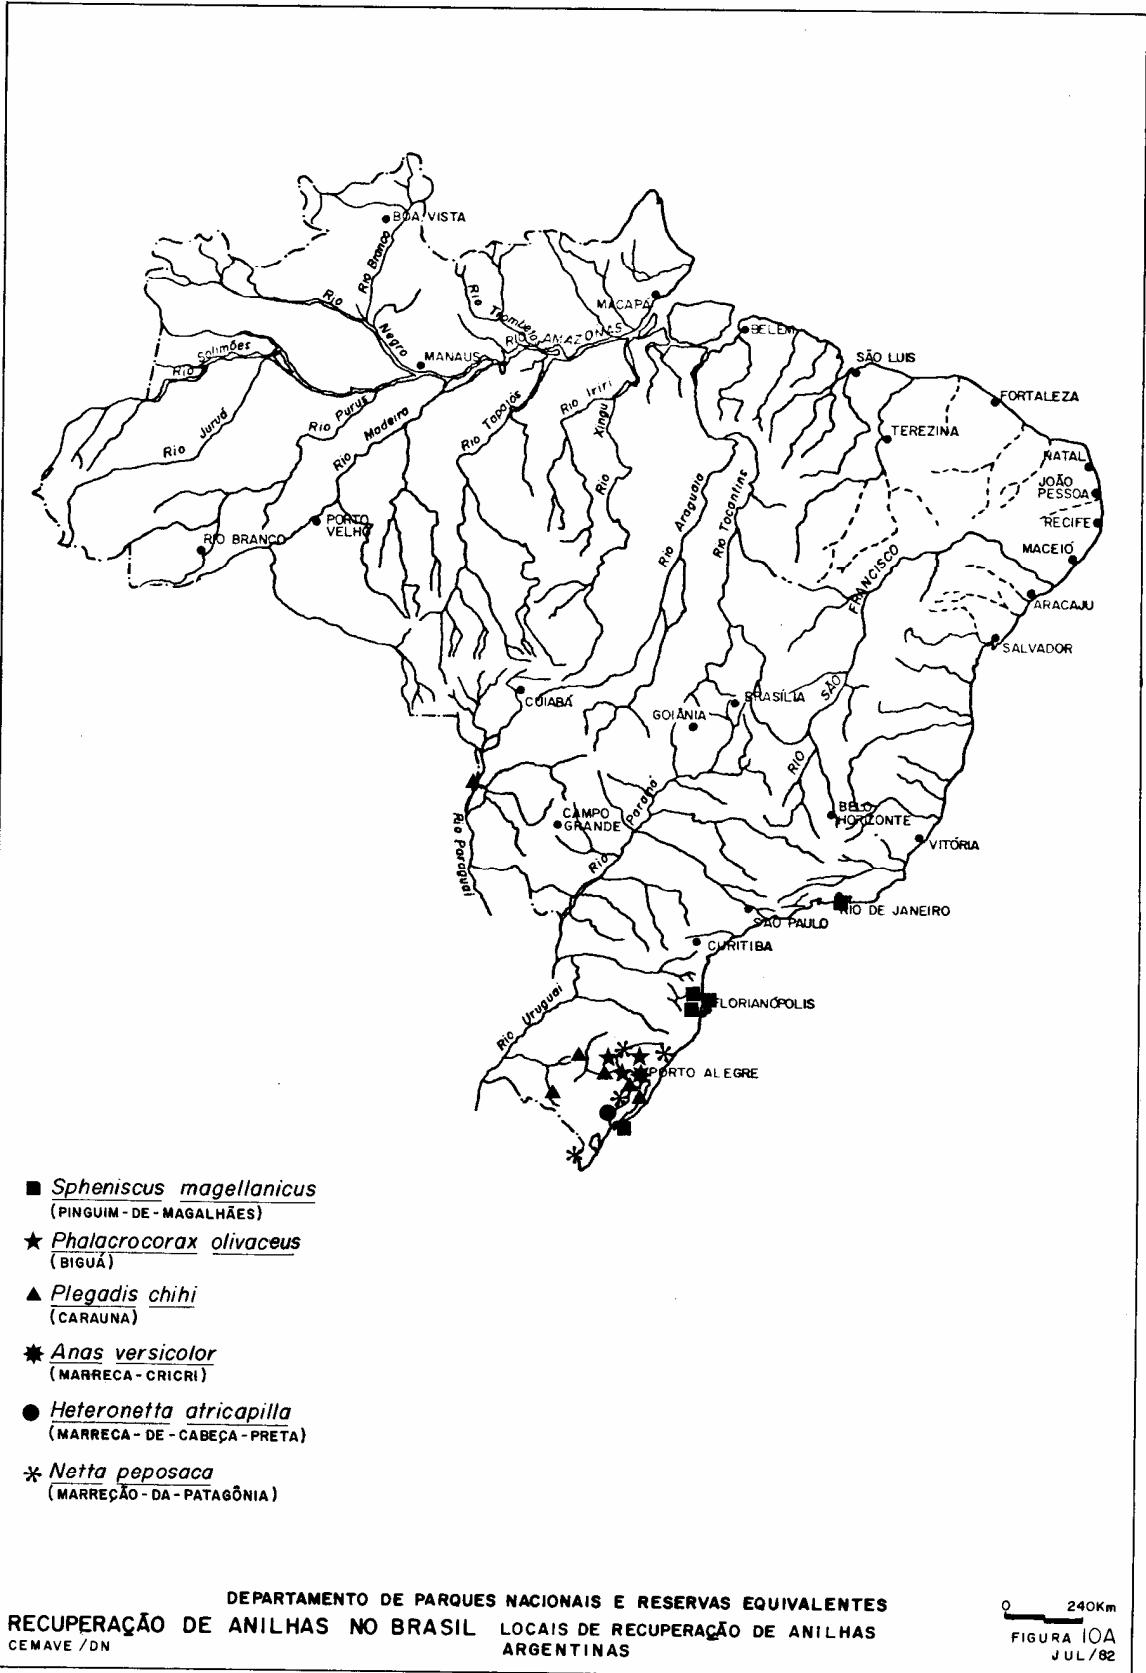 BOA VISTA
Rio Branco
Rio
Negro
Rio
Trombeta
MACAPÁ
RIO AMAZONAS
BELÉM
Solimões
Rio
MANAUS
SÃO LUIS
Rio Juruá
Rio Purus
Rio Madeira
Rio Tapajós
Rio Iriri
Xingu
Rio
FORTALEZA
TEREZINA
NATAL
JOÃO
PESSOA
RECIFE
MACEIÓ
ARACAJU
SALVADOR
Rio Araguaia
Rio Tocantins
FRANCISCO
SÃO
RIO
PORTO
VELHO
RIO BRANCO
CUIABÁ
GOIÂNIA
BRASÍLIA
CAMPO
GRANDE
Paraná
Rio
Rio Paraguai
BELO
HORIZONTE
VITÓRIA
RIO DE JANEIRO
SÃO PAULO
CURITIBA
FLORIANÓPOLIS
Rio Uruguai
PORTO ALEGRE
Spheniscus magellanicus
(PINGUIM-DE-MAGALHÃES)
Phalacrocorax olivaceus
(BIGUÁ)
Plegadis chihi
(CARAUNA)
Anas versicolor
(MARRECA-CRICRI)
Heteronetta atricapilla
(MARRECA-DE-CABEÇA-PRETA)
Netta peposaca
(MARREÇÃO-DA-PATAGÔNIA)
DEPARTAMENTO DE PARQUES NACIONAIS E RESERVAS EQUIVALENTES
RECUPERAÇÃO DE ANILHAS NO BRASIL LOCAIS DE RECUPERAÇÃO DE ANILHAS
ARGENTINAS
CEMAVE/DN
0 240Km
FIGURA 10A
JUL/82